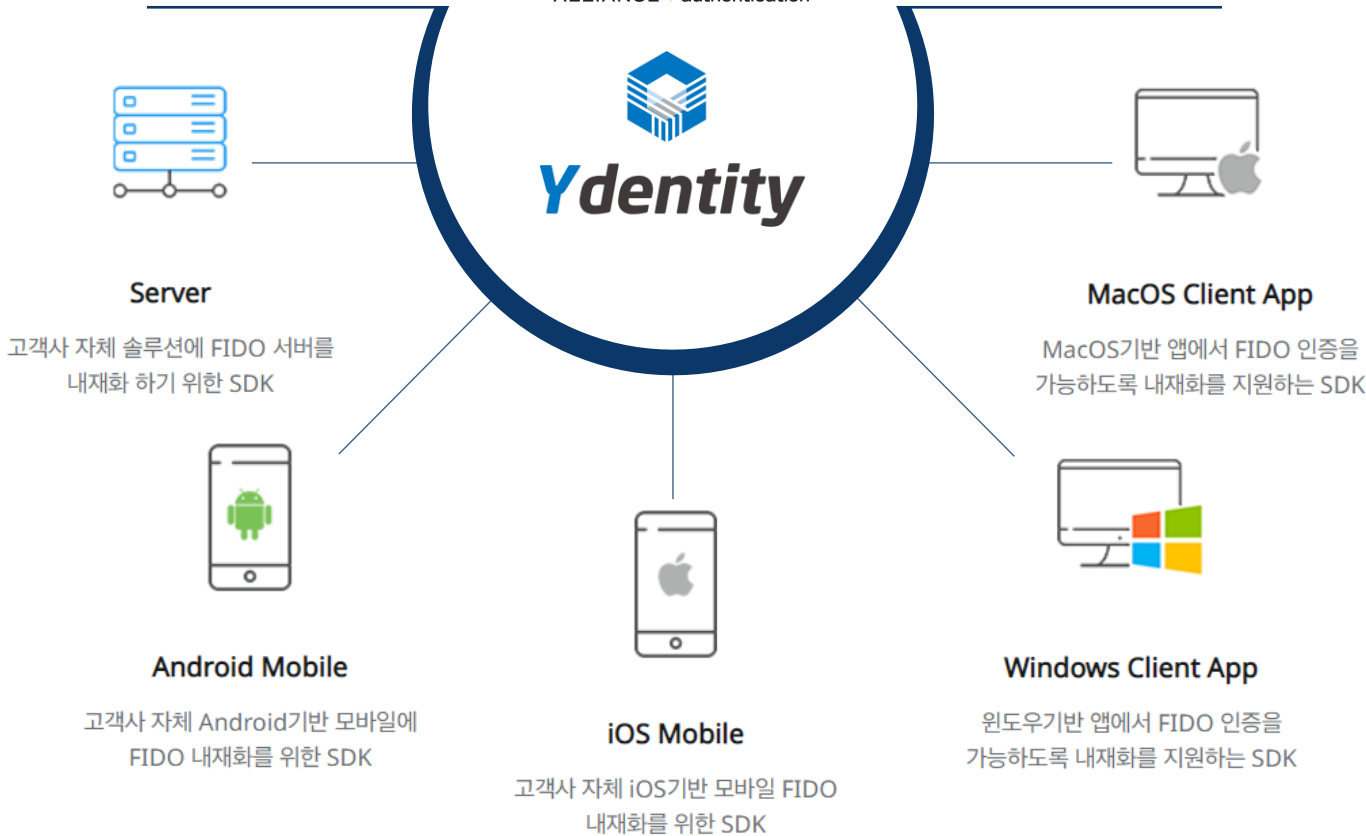 Ydentity
Server
고객사 자체 솔루션에 FIDO 서버를
내재화 하기 위한 SDK
MacOS Client App
MacOS기반 앱에서 FIDO 인증을
가능하도록 내재화를 지원하는 SDK
Android Mobile
고객사 자체 Android기반 모바일에
FIDO 내재화를 위한 SDK
iOS Mobile
고객사 자체 iOS기반 모바일 FIDO
내재화를 위한 SDK
Windows Client App
윈도우기반 앱에서 FIDO 인증을
가능하도록 내재화를 지원하는 SDK